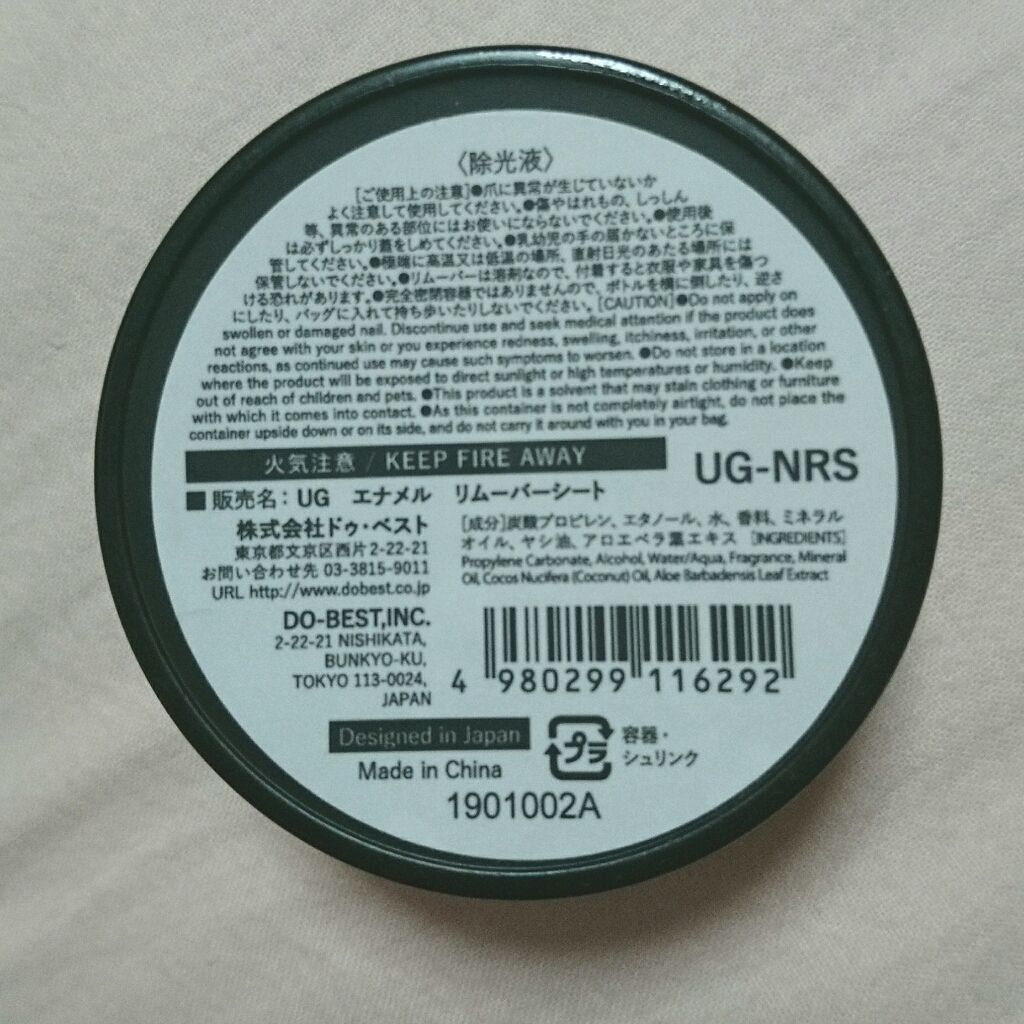 〈除光液〉
[ご使用上の注意]●爪に異常が生じていないか
よく注意して使用してください。●傷やはれもの、しっしん
等、異常のある部位にはお使いにならないでください。●使用後
は必ずしっかり蓋をしめてください。●乳幼児の手の届かないところに保
管してください。●極端に高温又は低温の場所、直射日光のあたる場所には
保管しないでください。●リムーバーは溶剤なので、付着すると衣服や家具を傷つ
ける恐れがあります。●完全密閉容器ではありませんので、ボトルを横に倒したり、逆さ
にしたり、バッグに入れて持ち歩いたりしないでください。[CAUTION]●Do not apply on
swollen or damaged nail. Discontinue use and seek medical attention if the product does
not agree with your skin or you experience redness, swelling, itchiness, irritation, or other
reactions, as continued use may cause such symptoms to worsen. ●Do not store in a location
where the product will be exposed to direct sunlight or high temperatures or humidity. ●Keep
out of reach of children and pets. ●This product is a solvent that may stain clothing or furniture
with which it comes into contact. ●As this container is not completely airtight, do not place the
container upside down or on its side, and do not carry it around with you in your bag.
火気注意 / KEEP FIRE AWAY
UG-NRS
■販売名：UG エナメル リムーバーシート
株式会社ドゥ・ベスト
東京都文京区西片2-22-21
お問い合わせ先 03-3815-9011
URL http://www.dobest.co.jp
DO-BEST,INC.
2-22-21 NISHIKATA,
BUNKYO-KU,
TOKYO 113-0024,
JAPAN
[成分]炭酸プロピレン、エタノール、水、香料、ミネラル
オイル、ヤシ油、アロエベラ葉エキス [INGREDIENTS]
Propylene Carbonate, Alcohol, Water/Aqua, Fragrance, Mineral
Oil, Cocos Nucifera (Coconut) Oil, Aloe Barbadensis Leaf Extract
4 980299 116292
Designed in Japan
Made in China
プラ
容器・
シュリンク
1901002A